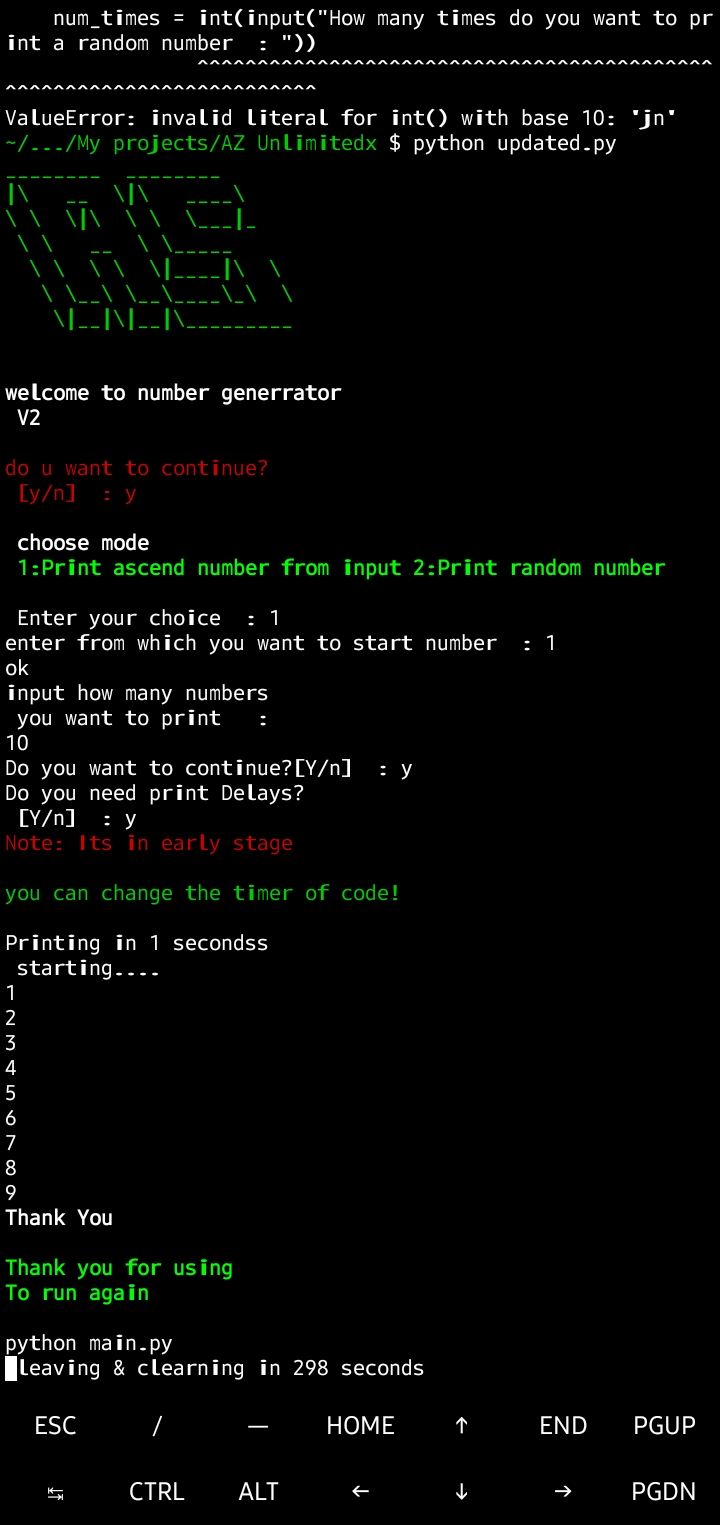 num_times = int(input("How many times do you want to pr
int a random number  : "))
                ^^^^^^^^^^^^^^^^^^^^^^^^^^^^^^^^^^^^^^^^^^^
^^^^^^^^^^^^^^^^^^^^^^^^^^
ValueError: invalid literal for int() with base 10: 'jn'
~/.../My projects/AZ Unlimitedx $ python updated.py
________  ________
|\   __  \|\   ____\
\ \  \|\  \ \  \___|_
 \ \   __  \ \_____
  \ \  \ \  \|____|\  \
   \ \__\ \__\____\_\  \
    \|__|\|__|\_________


welcome to number generrator
 V2

do u want to continue?
 [y/n]  : y

 choose mode
 1:Print ascend number from input 2:Print random number

 Enter your choice  : 1
enter from which you want to start number  : 1
ok
input how many numbers
 you want to print   :
10
Do you want to continue?[Y/n]  : y
Do you need print Delays?
 [Y/n]  : y
Note: Its in early stage

you can change the timer of code!

Printing in 1 secondss
 starting....
1
2
3
4
5
6
7
8
9
Thank You

Thank you for using
To run again

python main.py
leaving & clearning in 298 seconds
ESC / — HOME ↑ END PGUP
↹ CTRL ALT ← ↓ → PGDN